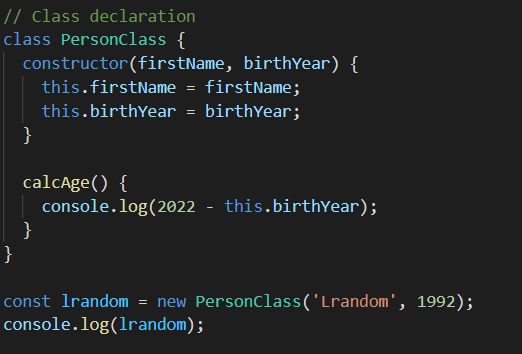 // Class declaration
class PersonClass {
  constructor(firstName, birthYear) {
    this.firstName = firstName;
    this.birthYear = birthYear;
  }

  calcAge() {
    console.log(2022 - this.birthYear);
  }
}

const lrandom = new PersonClass('Lrandom', 1992);
console.log(lrandom);